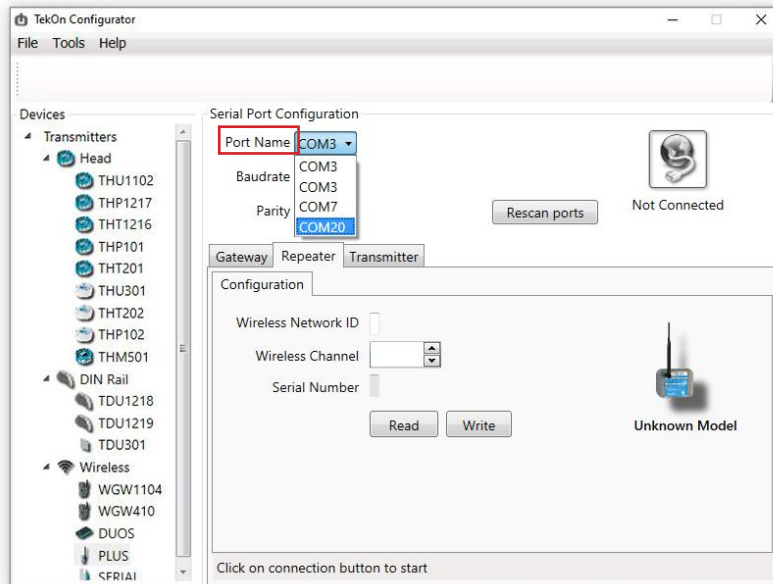 TekOn Configurator
File Tools Help
Devices
Transmitters
Head
THU1102
THP1217
THT1216
THP101
THT201
THU301
THT202
THP102
THM501
DIN Rail
TDU1218
TDU1219
TDU301
Wireless
WGW1104
WGW410
DUOS
PLUS
SERIAL
Serial Port Configuration
Port Name COM3
COM3
COM3
COM7
COM20
Baudrate
Parity
Rescan ports
Not Connected
Gateway Repeater Transmitter
Configuration
Wireless Network ID
Wireless Channel
Serial Number
Read Write
Unknown Model
Click on connection button to start